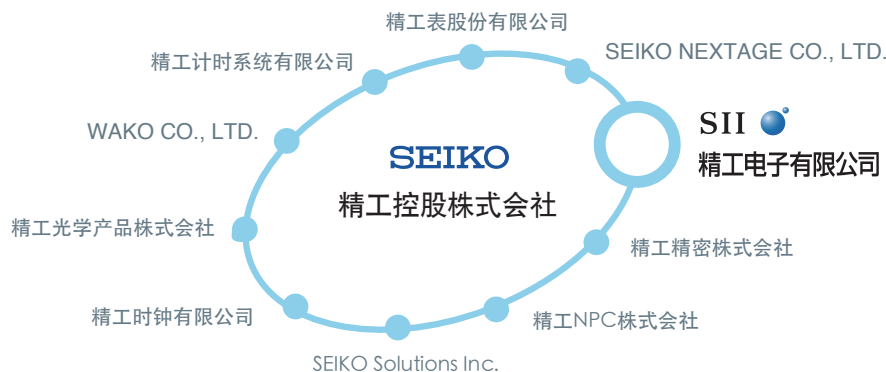 精工表股份有限公司
SEIKO NEXTAGE CO., LTD.
精工计时系统有限公司
SII
WAKO CO., LTD.
SEIKO
精工电子有限公司
精工控股株式会社
精工光学产品株式会社
精工精密株式会社
精工时钟有限公司
精工NPC株式会社
SEIKO Solutions Inc.